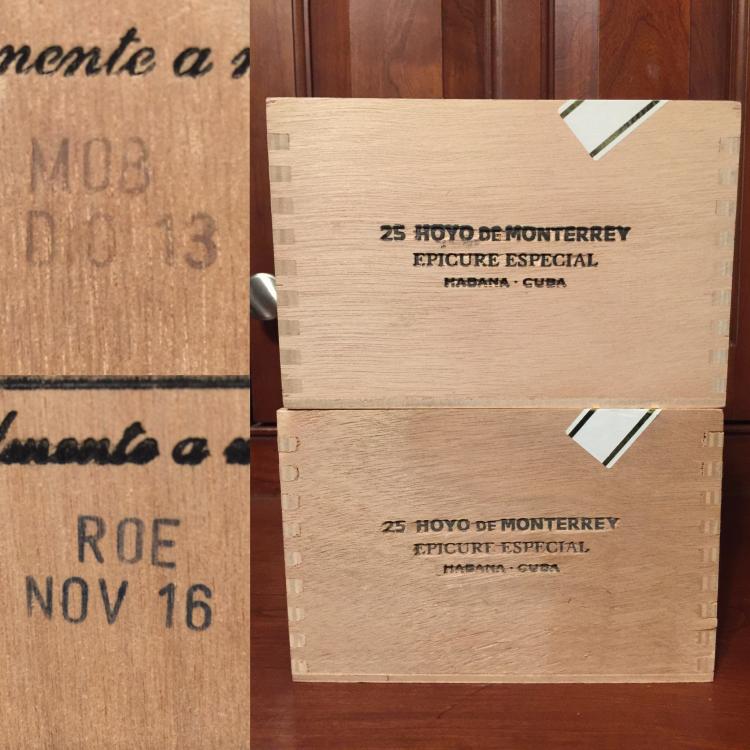 mente a
MOB
DIC 13
lmente a
ROE
NOV 16
25 HOYO DE MONTERREY
EPICURE ESPECIAL
HABANA · CUBA
25 HOYO DE MONTERREY
EPICURE ESPECIAL
HABANA · CUBA